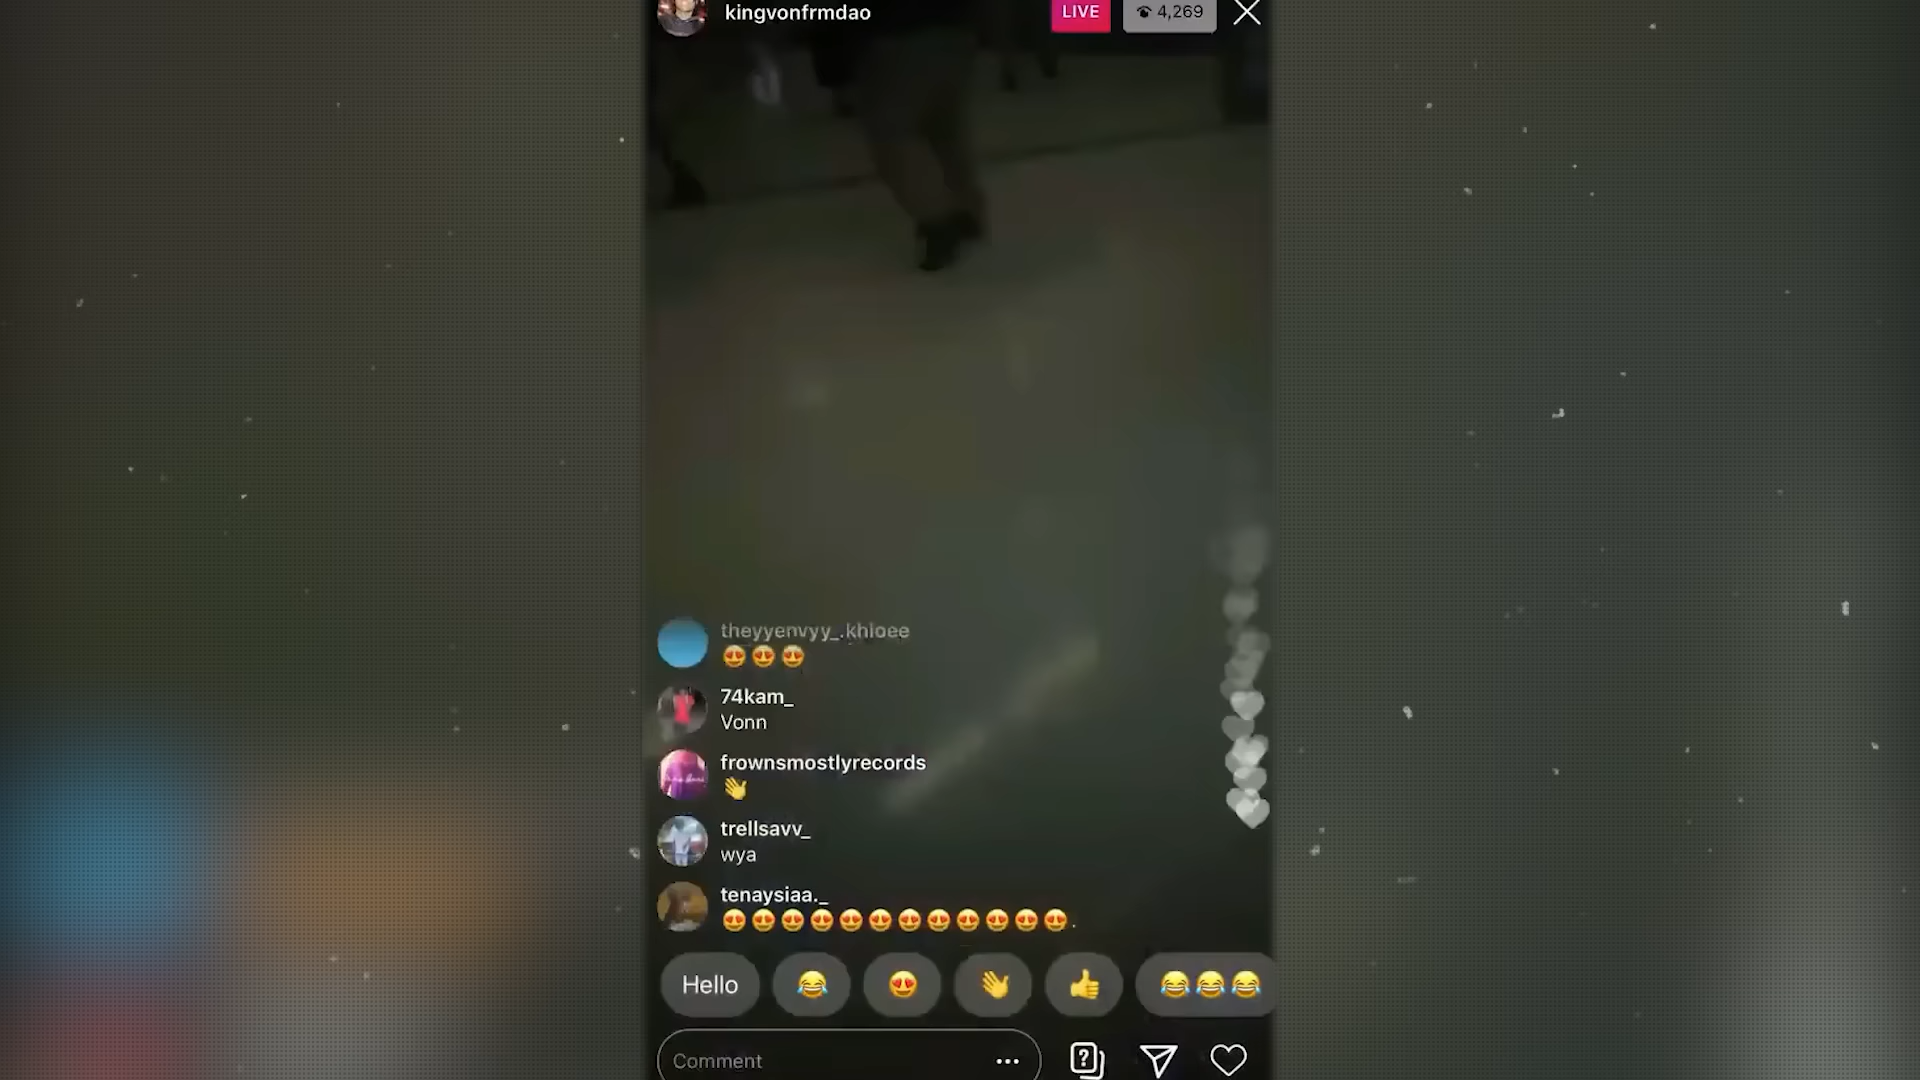 kingvonfrmdao
LIVE
4,269
theyyenvyy_.khloee
😍😍😍
74kam_
Vonn
frownsmostlyrecords
👋
trellsavv_
wya
tenaysiaa._
😍😍😍😍😍😍😍😍😍😍😍😍.
Hello 😂 😍 👋 👍 😂😂😂
Comment